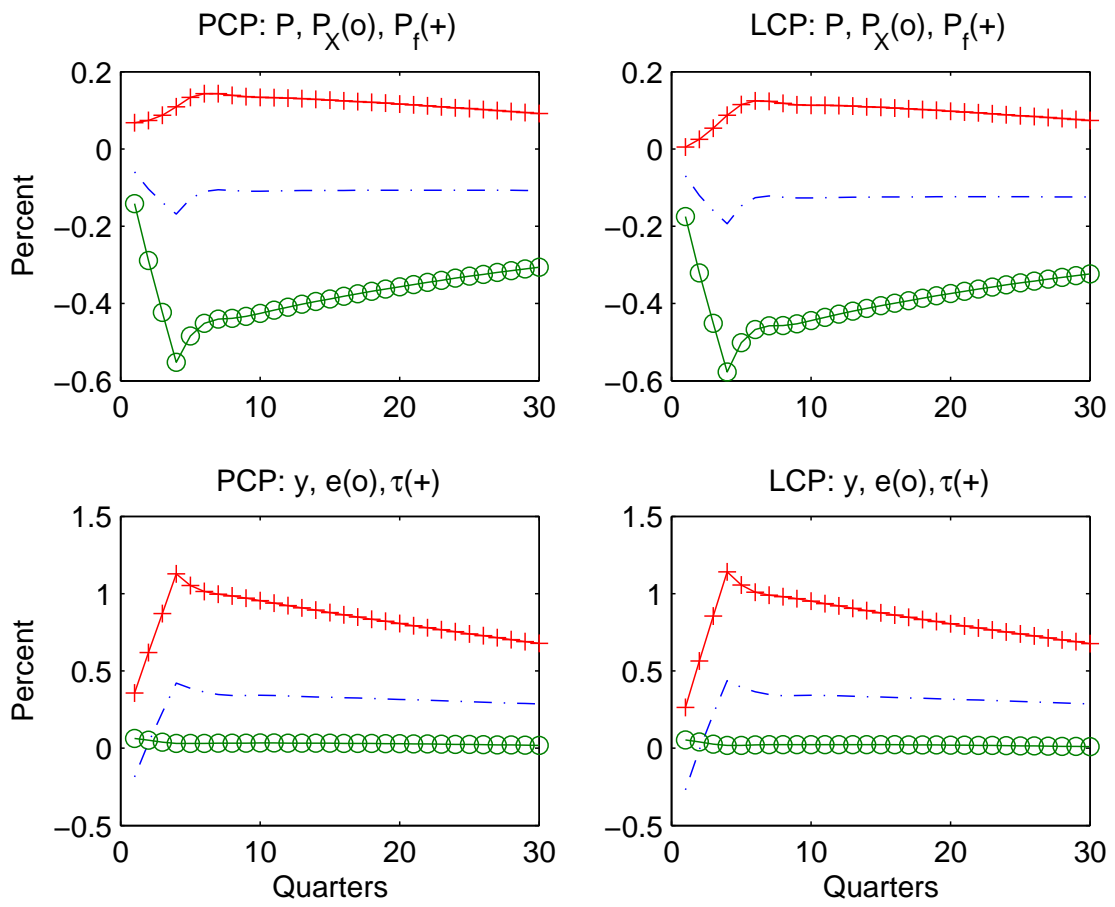 PCP: P, P_X(o), P_f(+)
LCP: P, P_X(o), P_f(+)
Percent
0.2
0
−0.2
−0.4
−0.6
0 10 20 30
0.2
0
−0.2
−0.4
−0.6
0 10 20 30
PCP: y, e(o), τ(+)
LCP: y, e(o), τ(+)
Percent
1.5
1
0.5
0
−0.5
0 10 20 30
Quarters
1.5
1
0.5
0
−0.5
0 10 20 30
Quarters